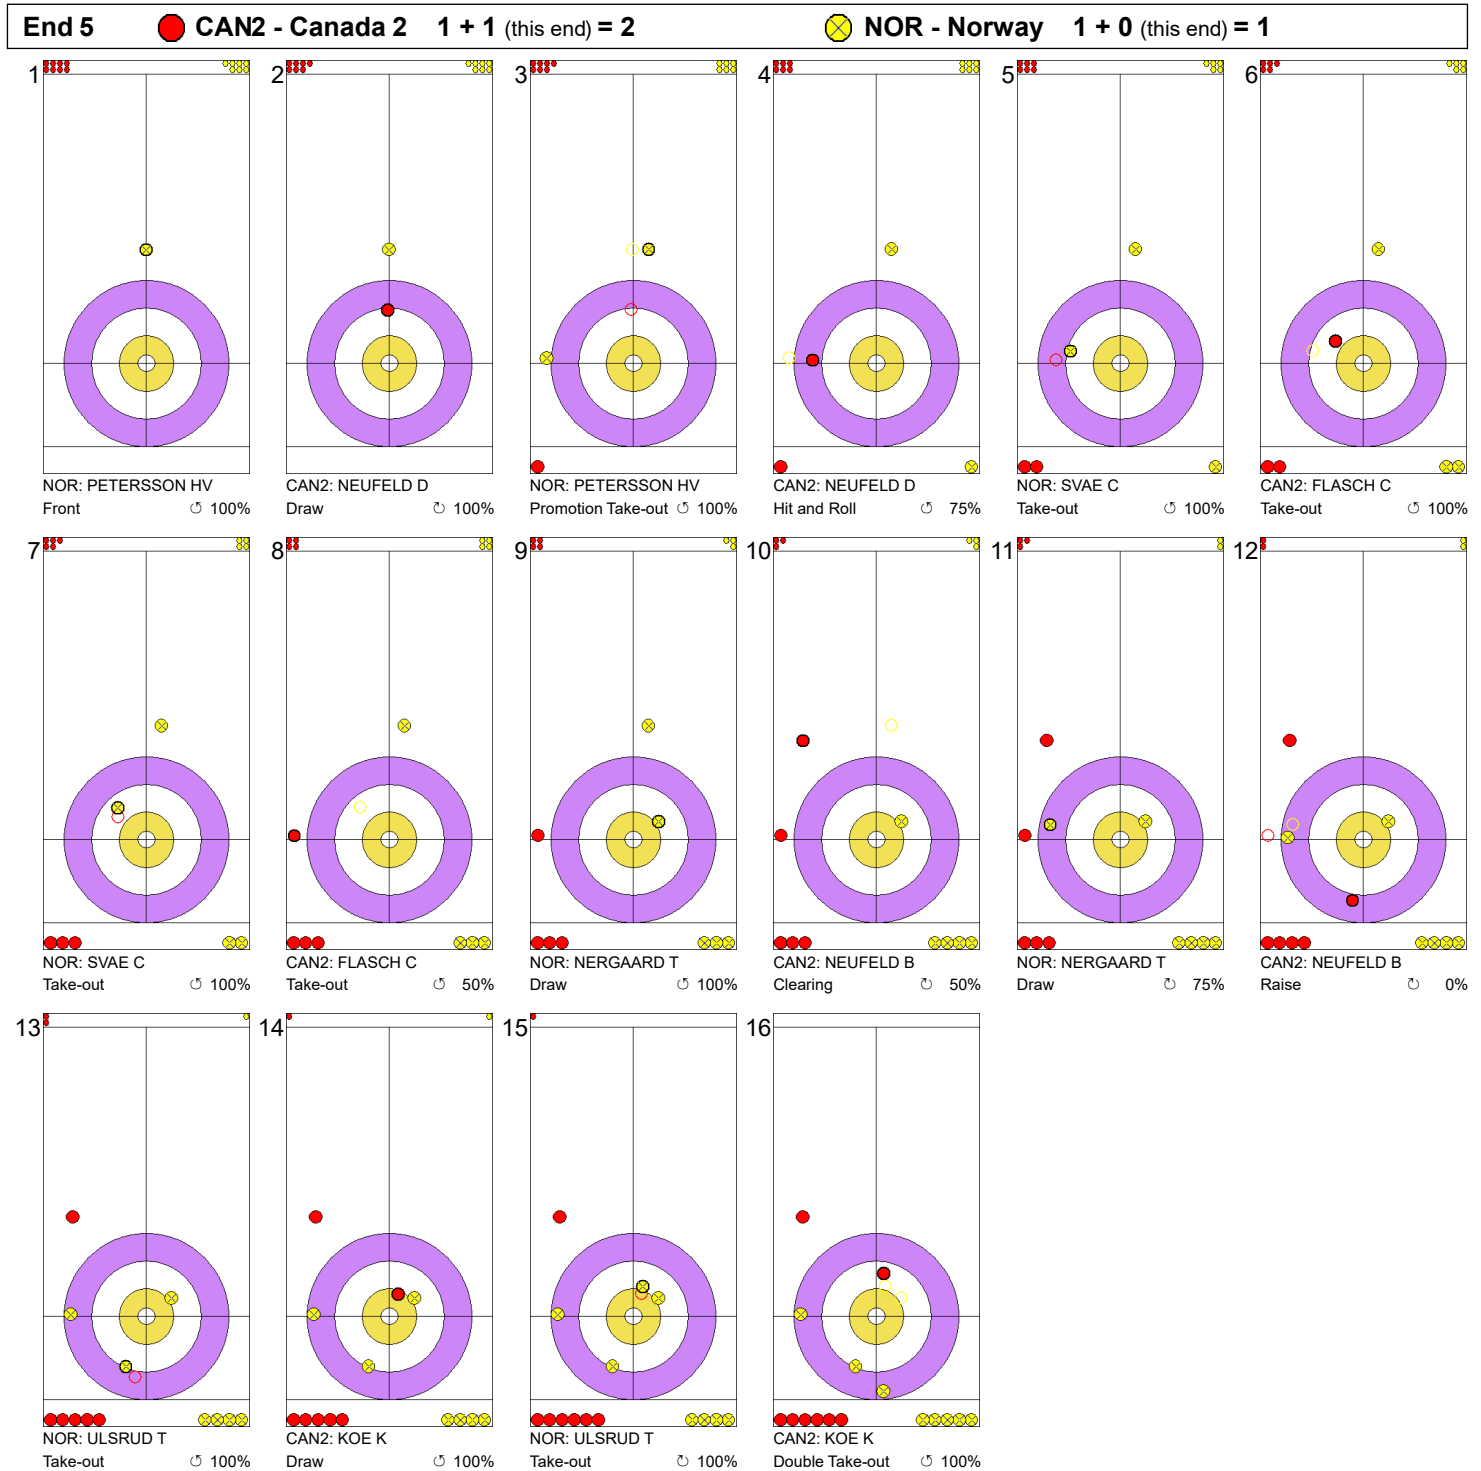 End 5 CAN2 - Canada 2 1 + 1 (this end) = 2 NOR - Norway 1 + 0 (this end) = 1
1 2 3 4 5 6
NOR: PETERSSON HV CAN2: NEUFELD D NOR: PETERSSON HV CAN2: NEUFELD D NOR: SVAE C CAN2: FLASCH C
Front ↺ 100% Draw ↻ 100% Promotion Take-out ↺ 100% Hit and Roll ↺ 75% Take-out ↺ 100% Take-out ↺ 100%
7 8 9 10 11 12
NOR: SVAE C CAN2: FLASCH C NOR: NERGAARD T CAN2: NEUFELD B NOR: NERGAARD T CAN2: NEUFELD B
Take-out ↺ 100% Take-out ↺ 50% Draw ↺ 100% Clearing ↻ 50% Draw ↻ 75% Raise ↻ 0%
13 14 15 16
NOR: ULSRUD T CAN2: KOE K NOR: ULSRUD T CAN2: KOE K
Take-out ↺ 100% Draw ↺ 100% Take-out ↻ 100% Double Take-out ↺ 100%